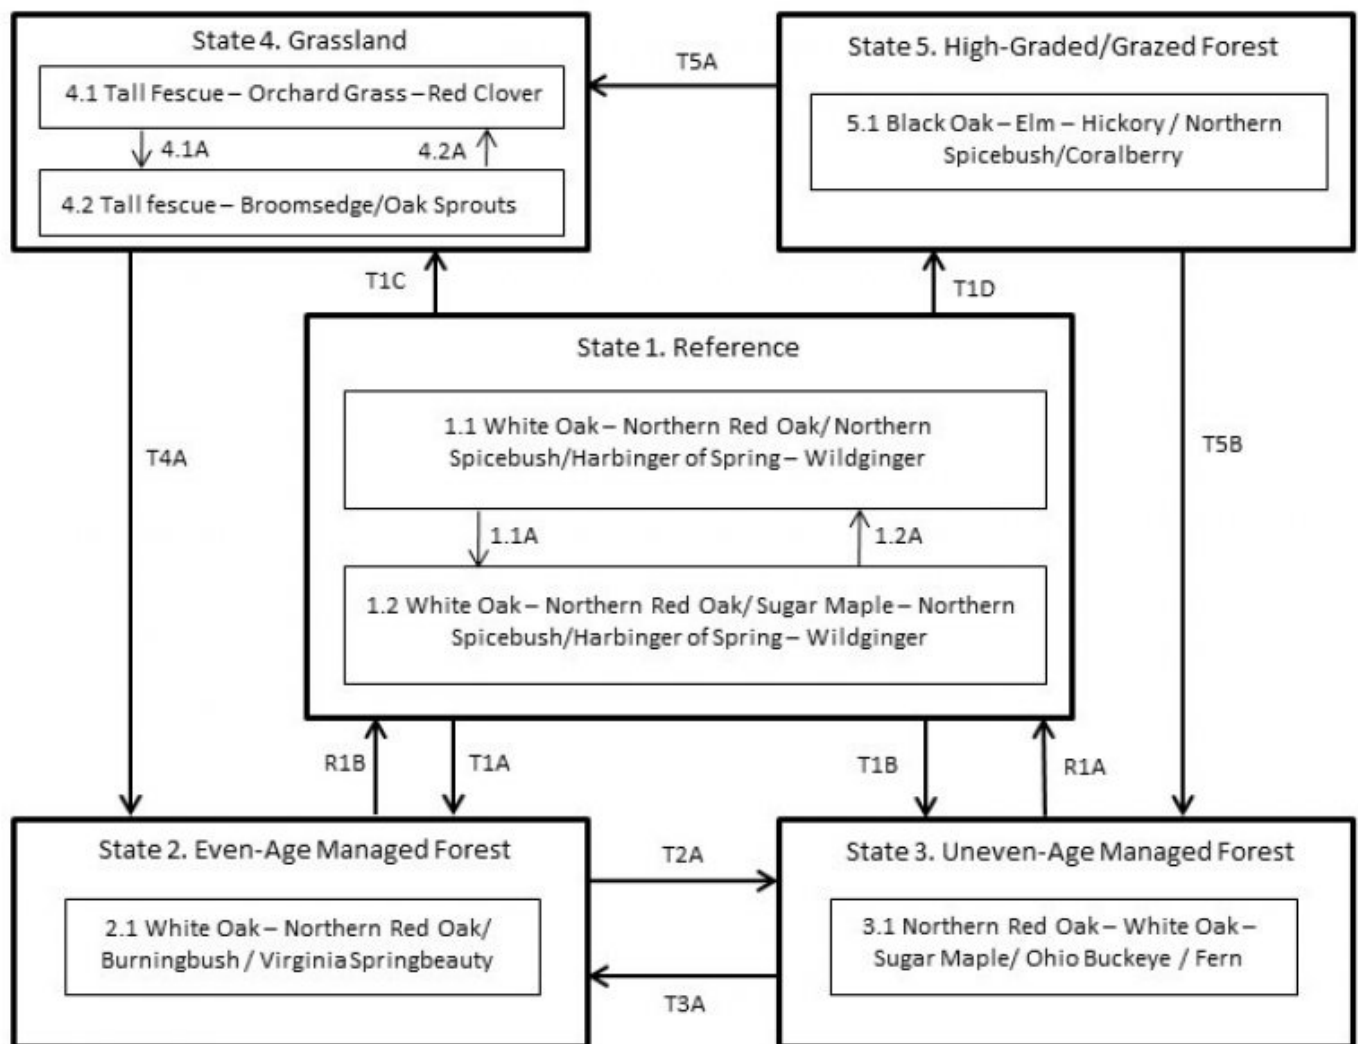 State 4. Grassland
4.1 Tall Fescue – Orchard Grass –Red Clover
4.1A
4.2A
4.2 Tall fescue – Broomsedge/Oak Sprouts
T5A
State 5. High-Graded/Grazed Forest
5.1 Black Oak – Elm – Hickory / Northern
Spicebush/Coralberry
T1C
T1D
State 1. Reference
1.1 White Oak – Northern Red Oak/ Northern
Spicebush/Harbinger of Spring – Wildginger
1.1A
1.2A
1.2 White Oak – Northern Red Oak/ Sugar Maple – Northern
Spicebush/Harbinger of Spring – Wildginger
T4A
T5B
R1B
T1A
T1B
R1A
State 2. Even-Age Managed Forest
2.1 White Oak – Northern Red Oak/
Burningbush / Virginia Springbeauty
T2A
T3A
State 3. Uneven-Age Managed Forest
3.1 Northern Red Oak – White Oak –
Sugar Maple/ Ohio Buckeye / Fern